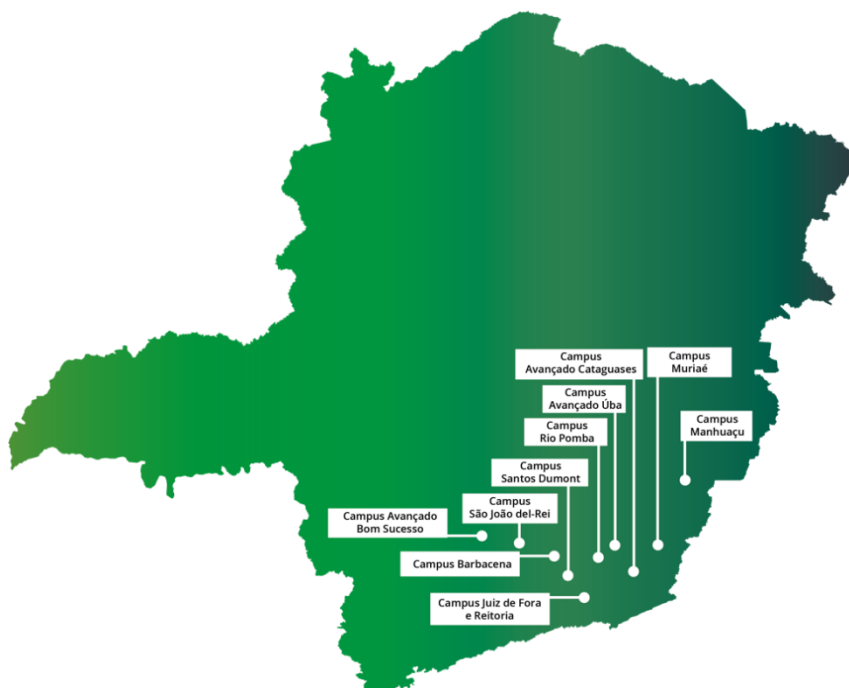 Campus
Avançado Cataguases
Campus
Muriaé
Campus
Avançado Úba
Campus
Rio Pomba
Campus
Manhuaçu
Campus
Santos Dumont
Campus
São João del-Rei
Campus Avançado
Bom Sucesso
Campus Barbacena
Campus Juiz de Fora
e Reitoria